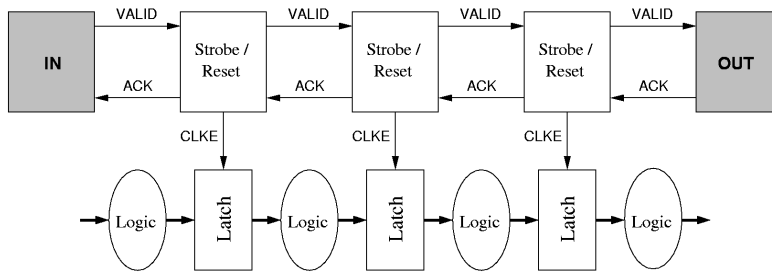 VALID VALID VALID VALID
IN Strobe / Reset Strobe / Reset Strobe / Reset OUT
ACK ACK ACK ACK
CLKE CLKE CLKE
Logic Latch Logic Latch Logic Latch Logic